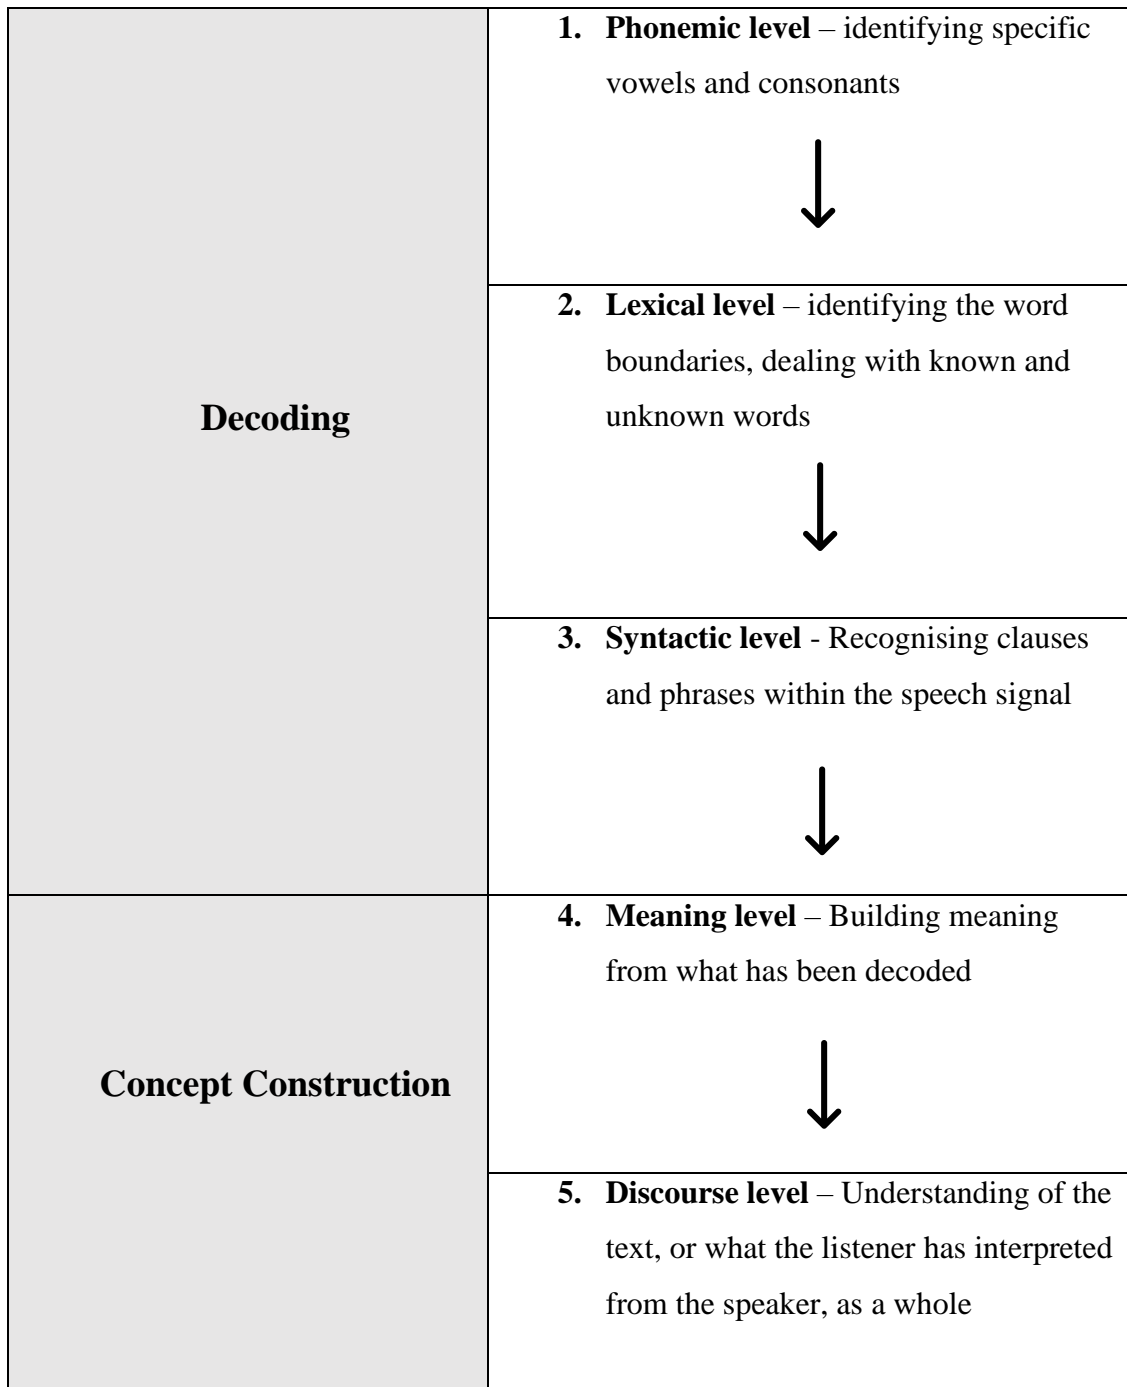 Decoding
1. Phonemic level – identifying specific
vowels and consonants
2. Lexical level – identifying the word
boundaries, dealing with known and
unknown words
3. Syntactic level - Recognising clauses
and phrases within the speech signal
Concept Construction
4. Meaning level – Building meaning
from what has been decoded
5. Discourse level – Understanding of the
text, or what the listener has interpreted
from the speaker, as a whole